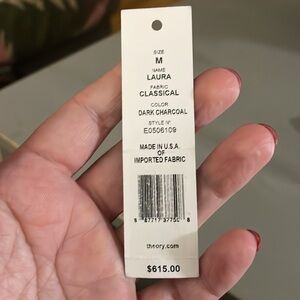 SIZE
M
NAME
LAURA
FABRIC
CLASSICAL
COLOR
DARK CHARCOAL
STYLE Nº
E0506109
MADE IN U.S.A.
OF
IMPORTED FABRIC
theory.com
$615.00